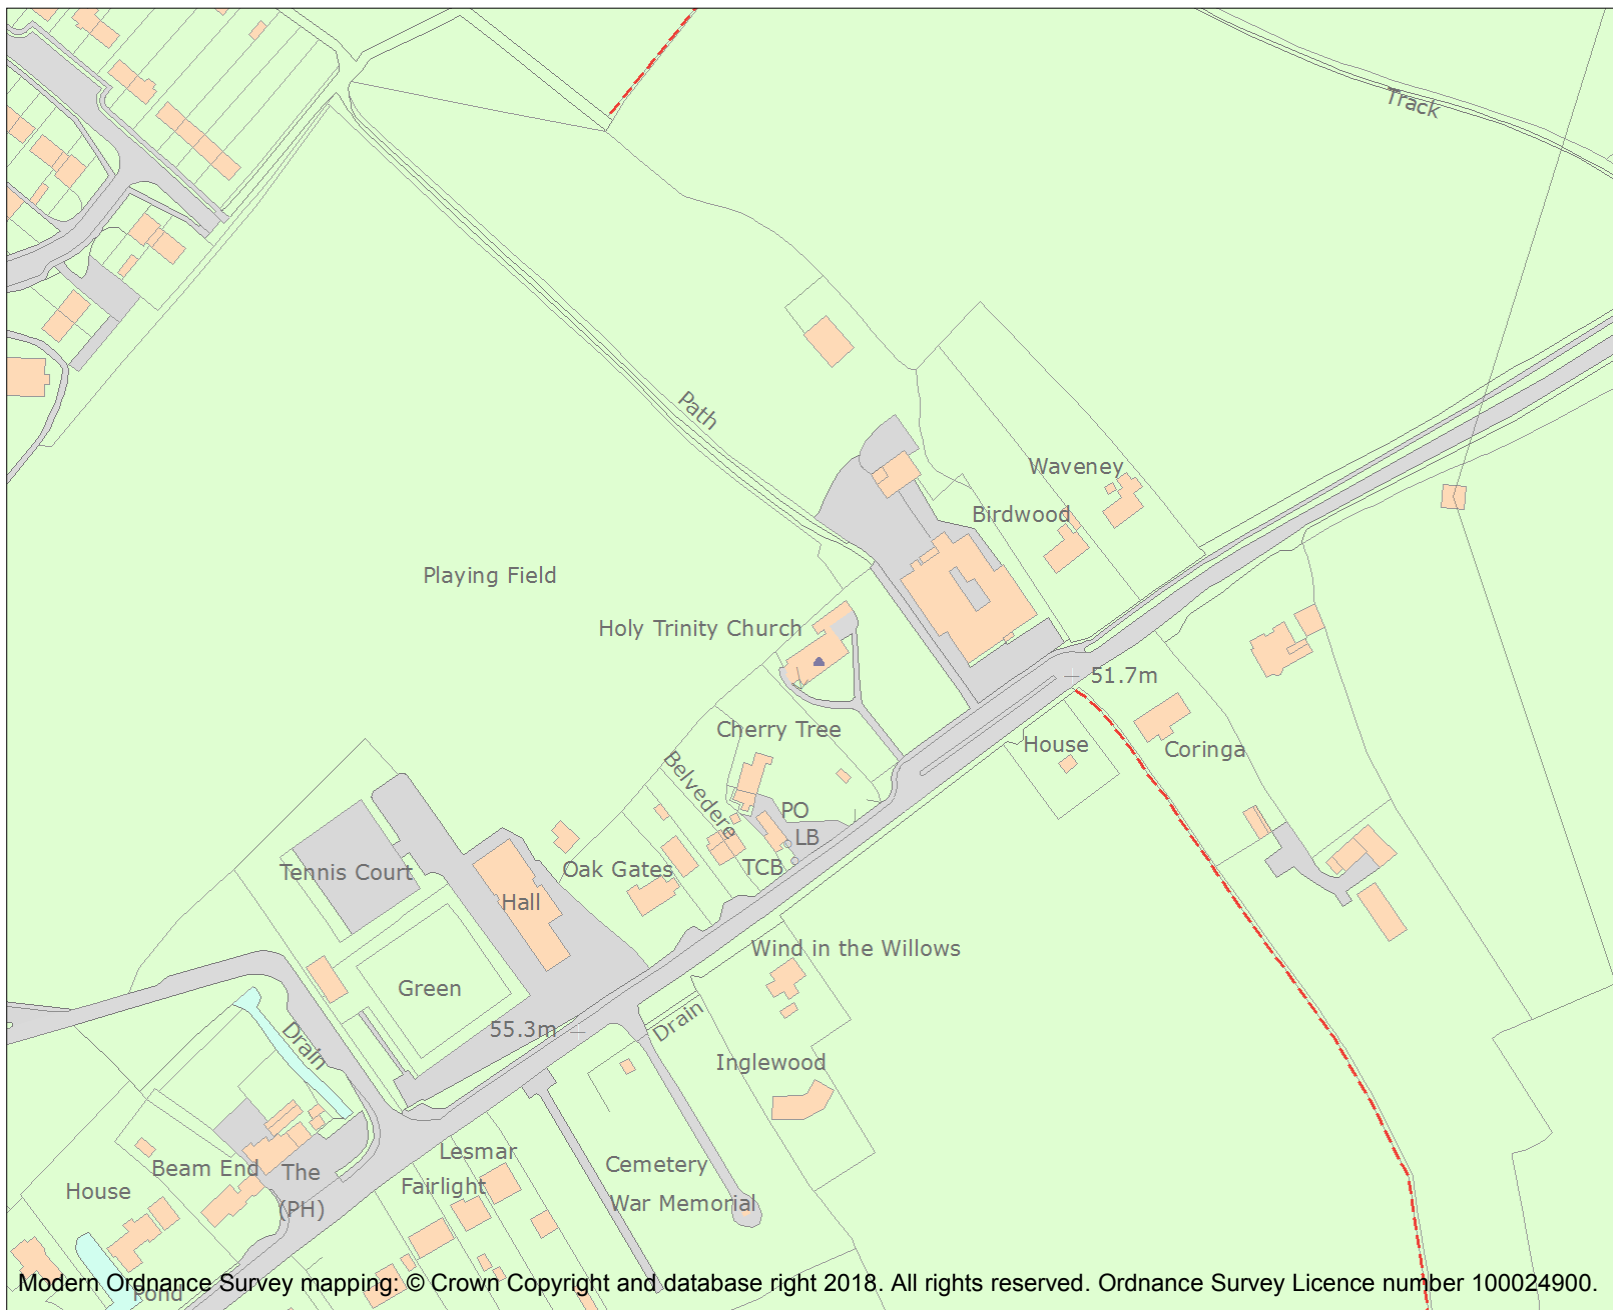 Track
Path
Waveney
Birdwood
Playing Field
Holy Trinity Church
51.7m
Cherry Tree
House
Coringa
Belvedere
PO
LB
TCB
Tennis Court
Oak Gates
Hall
Wind in the Willows
Green
55.3m
Drain
Drain
Inglewood
Lesmar
Beam End
The
Cemetery
Fairlight
House
War Memorial
(PH)
Modern Ordnance Survey mapping: © Crown Copyright and database right 2018. All rights reserved. Ordnance Survey Licence number 100024900.
Pond